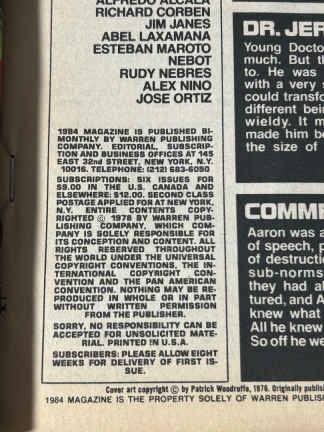 ALFREDO ALCALA
RICHARD CORBEN
JIM JANES
ABEL LAXAMANA
ESTEBAN MAROTO
NEBOT
RUDY NEBRES
ALEX NINO
JOSE ORTIZ
1984 MAGAZINE IS PUBLISHED BI-
MONTHLY BY WARREN PUBLISHING
COMPANY. EDITORIAL, SUBSCRIP-
TION AND BUSINESS OFFICES AT 145
EAST 32nd STREET, NEW YORK, N.Y.
10016. TELEPHONE: (212) 683-6050
SUBSCRIPTIONS: SIX ISSUES FOR
$9.00 IN THE U.S. CANADA AND
ELSEWHERE: $12.00. SECOND CLASS
POSTAGE APPLIED FOR AT NEW YORK,
N.Y. ENTIRE CONTENTS COPY-
RIGHTED © 1978 BY WARREN PUB-
LISHING COMPANY, WHICH COM-
PANY IS SOLELY RESPONSIBLE FOR
ITS CONCEPTION AND CONTENT. ALL
RIGHTS RESERVED THROUGHOUT
THE WORLD UNDER THE UNIVERSAL
COPYRIGHT CONVENTIONS, THE IN-
TERNATIONAL COPYRIGHT CON-
VENTION AND THE PAN AMERICAN
CONVENTION. NOTHING MAY BE RE-
PRODUCED IN WHOLE OR IN PART
WITHOUT WRITTEN PERMISSION
FROM THE PUBLISHER.
SORRY, NO RESPONSIBILITY CAN BE
ACCEPTED FOR UNSOLICITED MATE-
RIAL. PRINTED IN U.S.A.
SUBSCRIBERS: PLEASE ALLOW EIGHT
WEEKS FOR DELIVERY OF FIRST IS-
SUE.
DR. JER
Young Docto
much. But th
to. He was
with a very s
could transfo
different bein
wieldy. It m
made him be
the size of
COMME
Aaron was a
of speech, p
of destructio
sub-norms
they had al
tured, and A
knew what
All he knew
So off he we
Cover art copyright © by Patrick Woodroffe, 1976. Originally publis
1984 MAGAZINE IS THE PROPERTY SOLELY OF WARREN PUBLIS